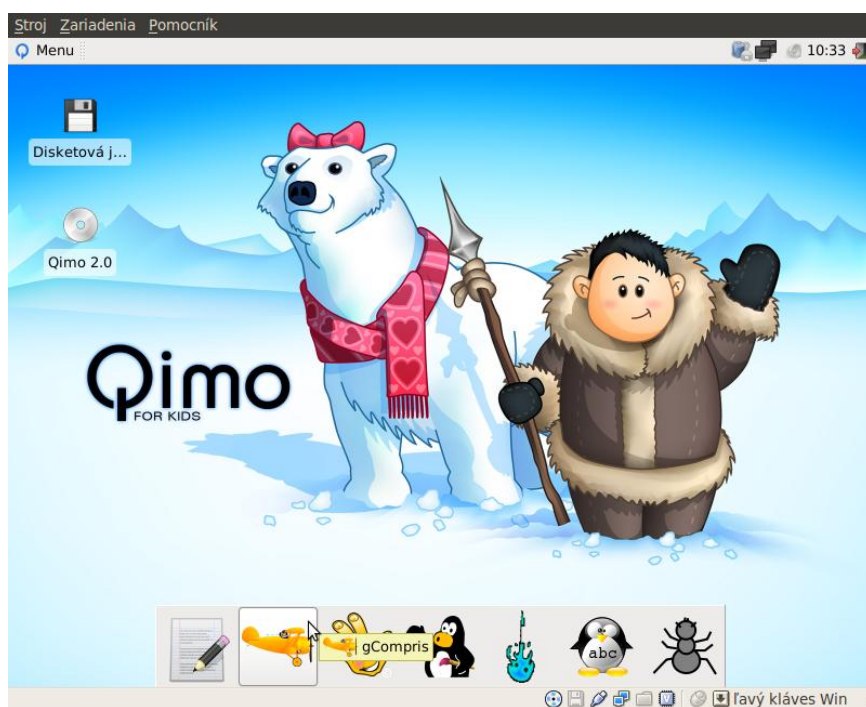 Stroj Zariadenia Pomocník
Menu 10:33
Disketová j...
Qimo 2.0
Qimo
FOR KIDS
gCompris
abc
ľavý kláves Win